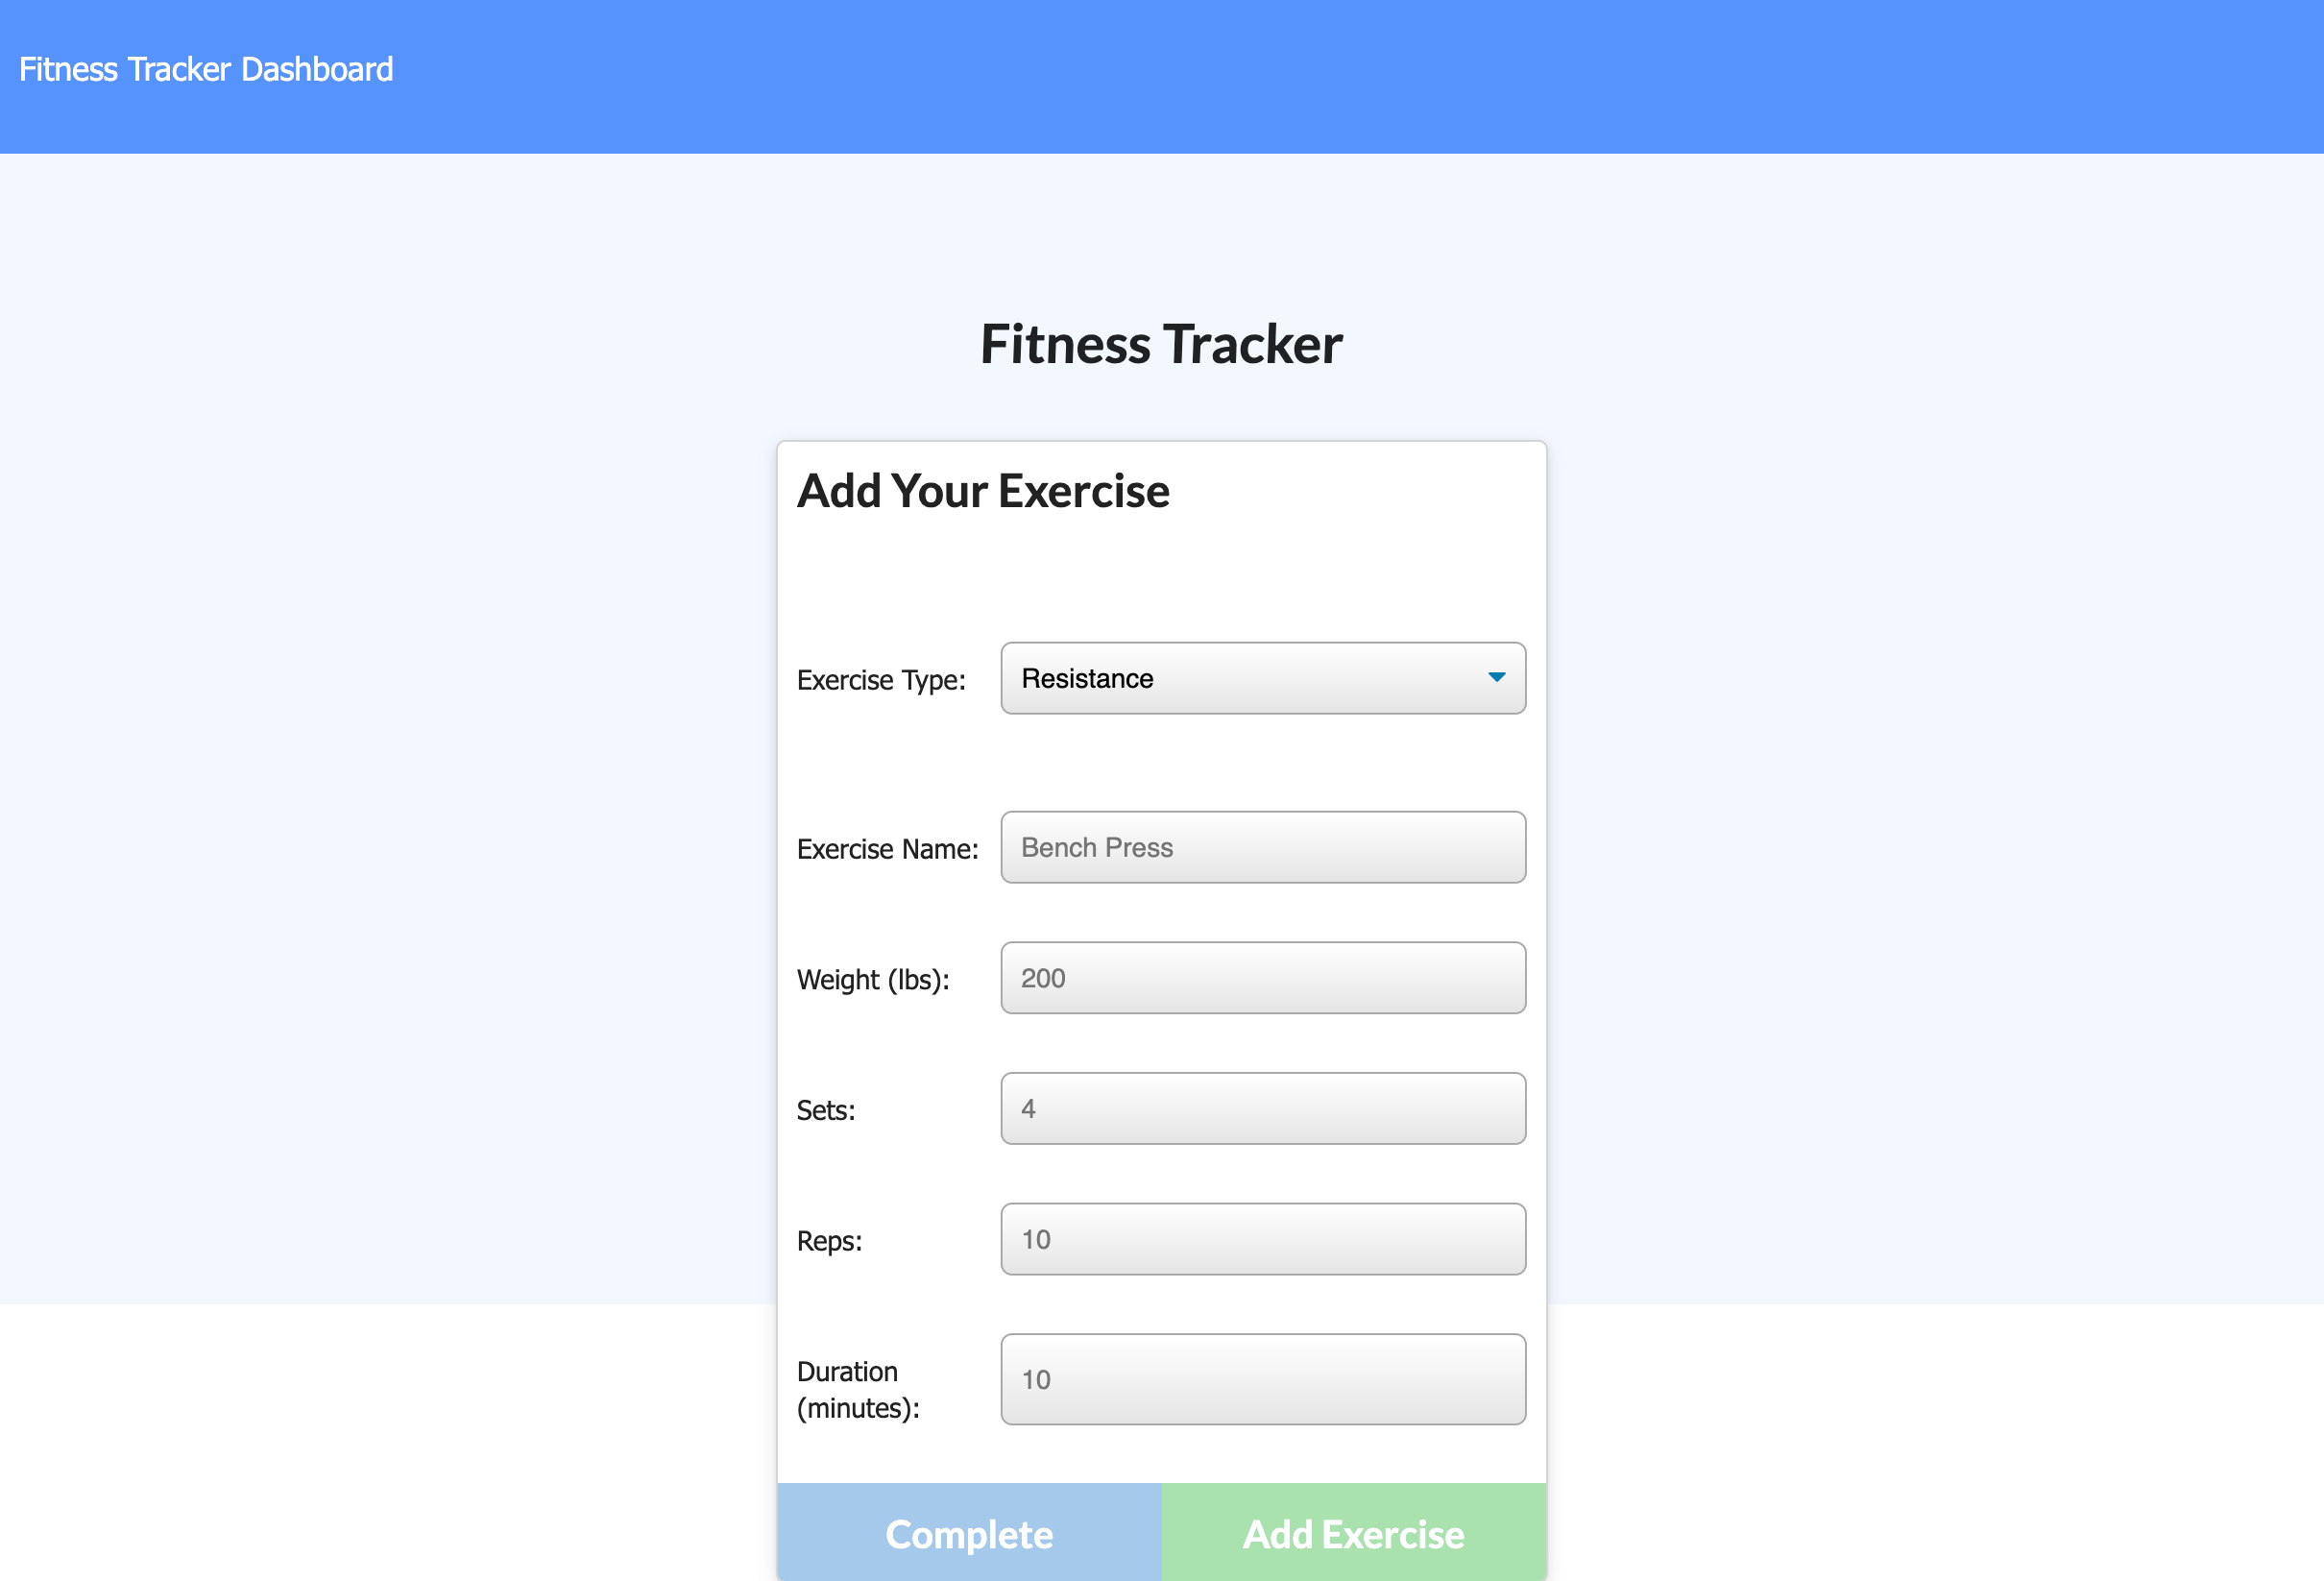 Fitness Tracker Dashboard
Fitness Tracker
Add Your Exercise
Exercise Type: Resistance
Exercise Name: Bench Press
Weight (lbs): 200
Sets: 4
Reps: 10
Duration
(minutes): 10
Complete Add Exercise